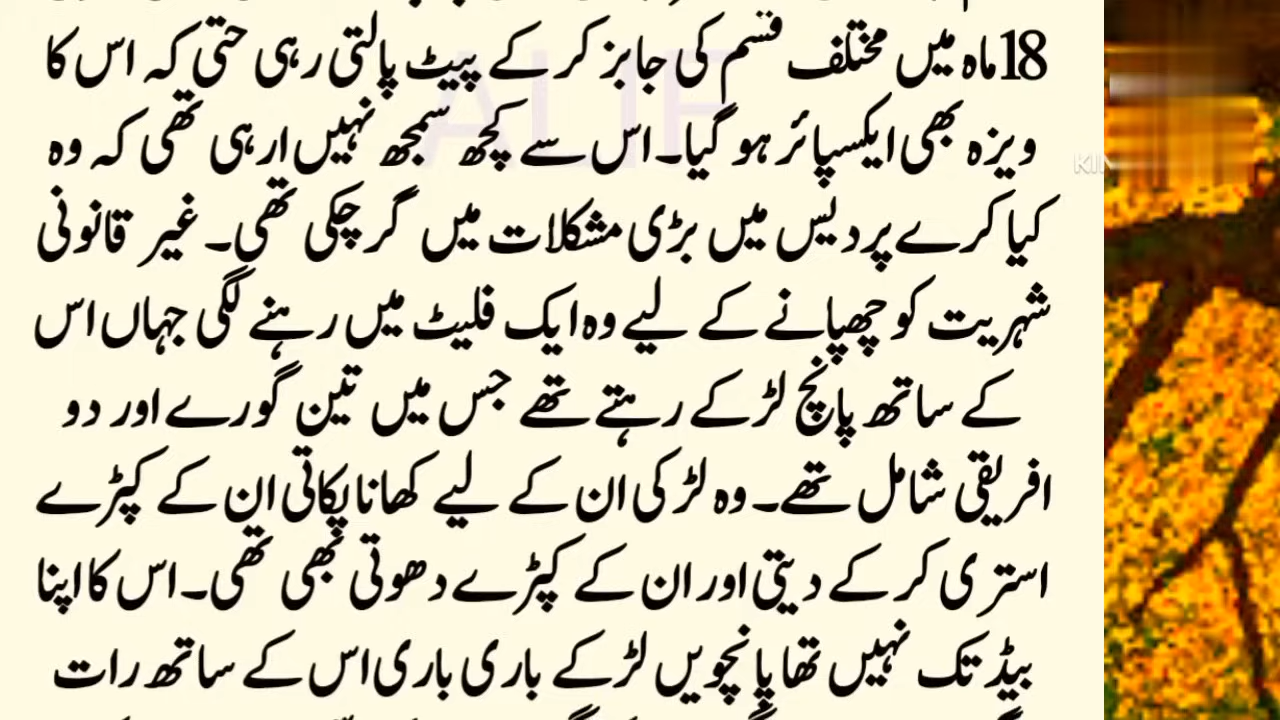 18ماہ میں مختلف قسم کی جابز کر کے پیٹ پالتی رہی حتی کہ اس کا
ویزہ بھی ایکسپائر ہو گیا۔اس سے کچھ سمجھ نہیں ارہی تھی کہ وہ
کیا کرے پردیس میں بڑی مشکلات میں گر چکی تھی۔ غیر قانونی
شہریت کو چھپانے کے لیے وہ ایک فلیٹ میں رہنے لگی جہاں اس
کے ساتھ پانچ لڑکے رہتے تھے جس میں تین گورے اور دو
افریقی شامل تھے۔ وہ لڑکی ان کے لیے کھانا پکاتی ان کے کپڑے
استری کر کے دیتی اور ان کے کپڑے دھوتی بھی تھی۔ اس کا اپنا
بیڈ تک نہیں تھا پانچویں لڑکے باری باری اس کے ساتھ رات
ALIF
KIN